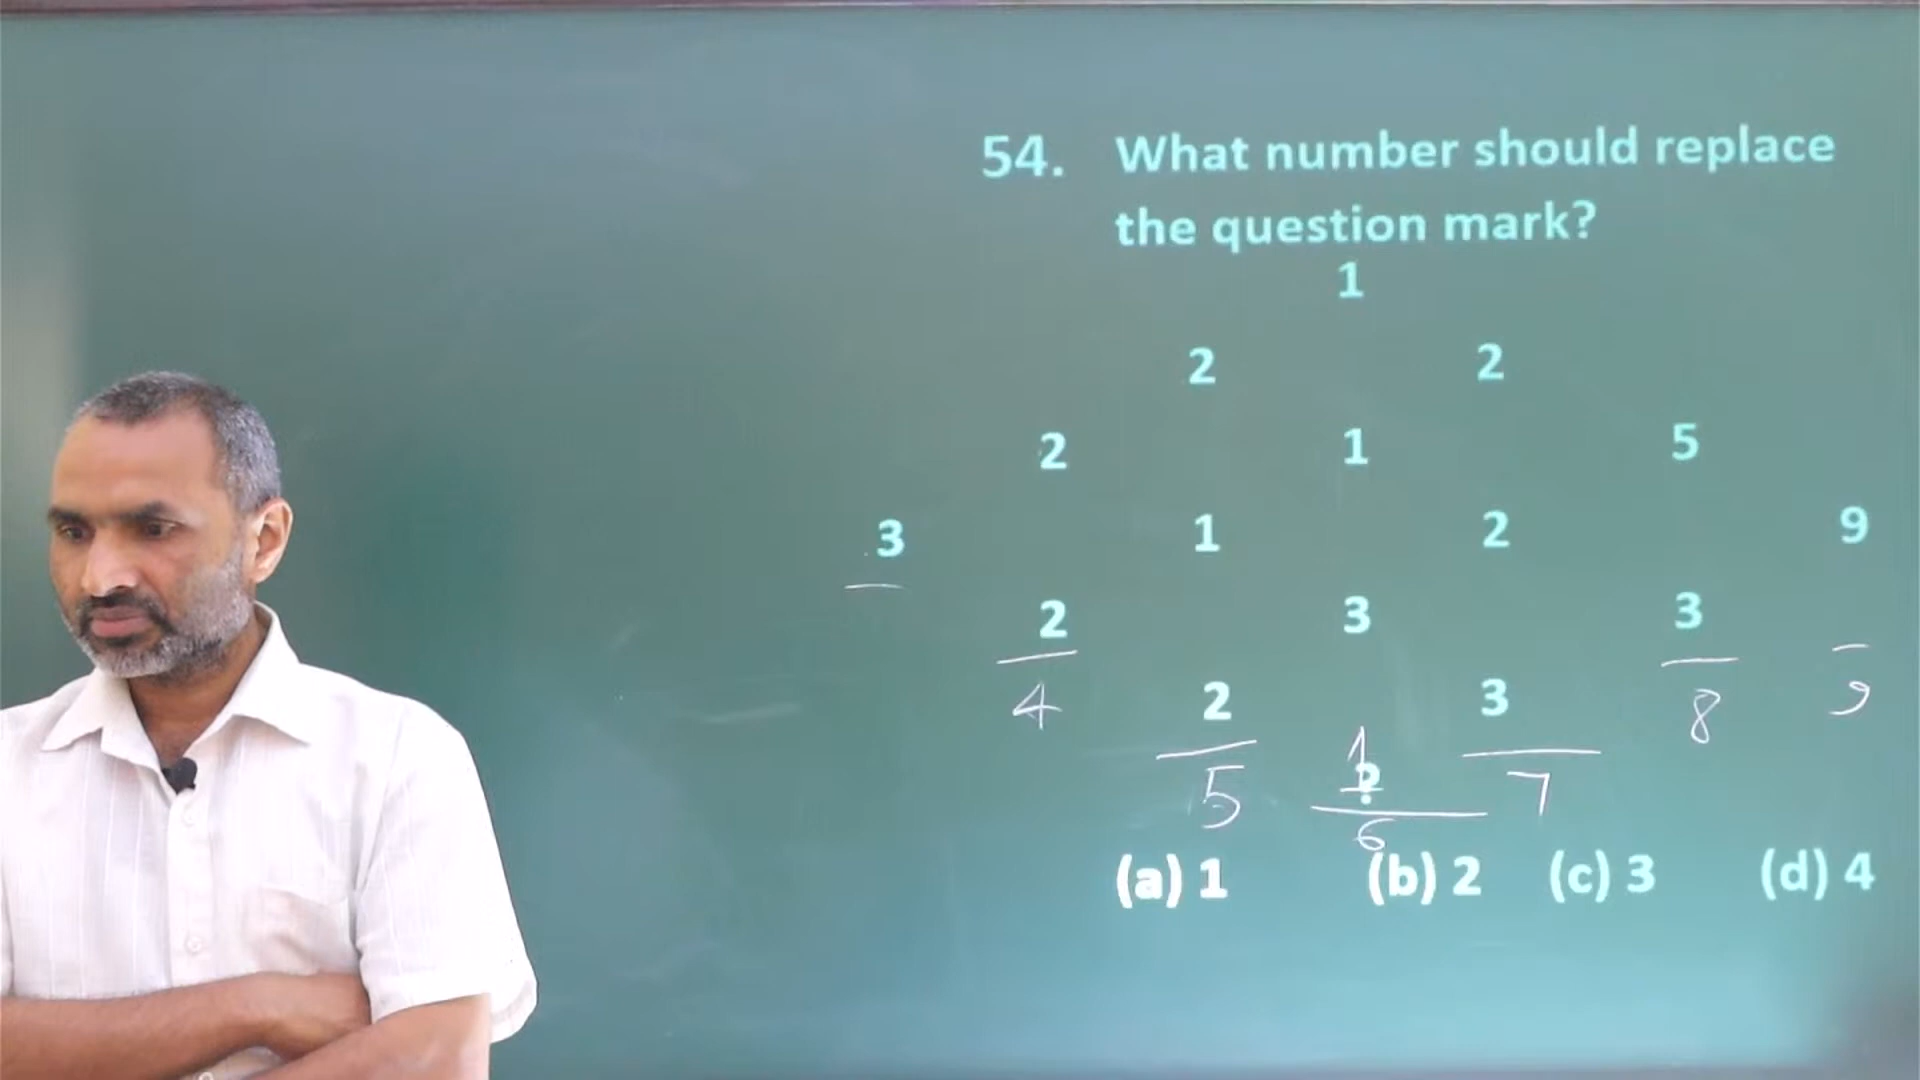 54. What number should replace
the question mark?
1
2 2
2 1 5
3 1 2 9
2 3 3
2 3
4 8 9
1
?
5 7
6
(a) 1 (b) 2 (c) 3 (d) 4